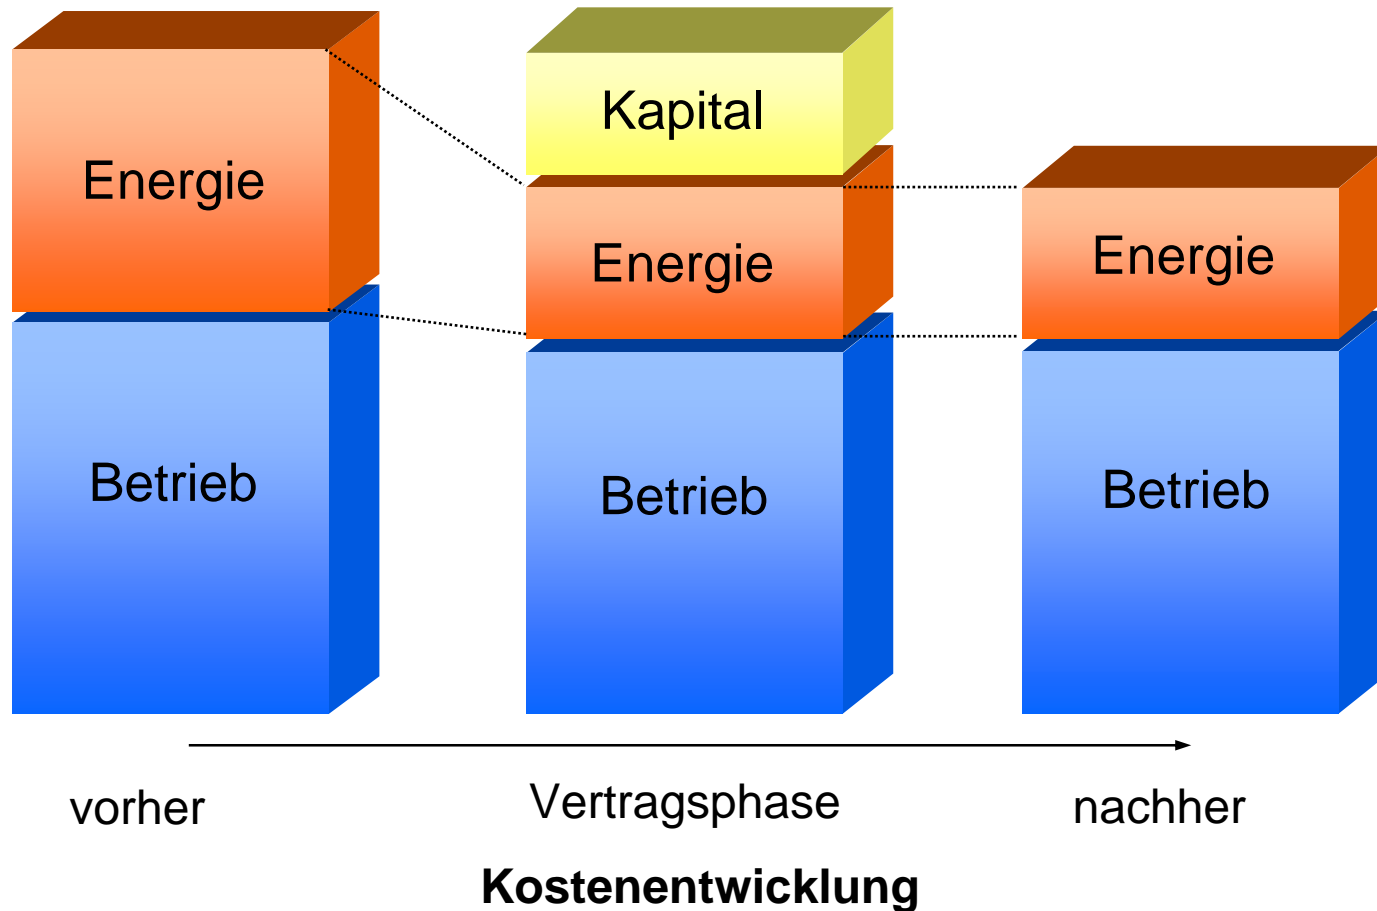 Energie
Betrieb
Kapital
Energie
Betrieb
Energie
Betrieb
vorher
Vertragsphase
nachher
Kostenentwicklung